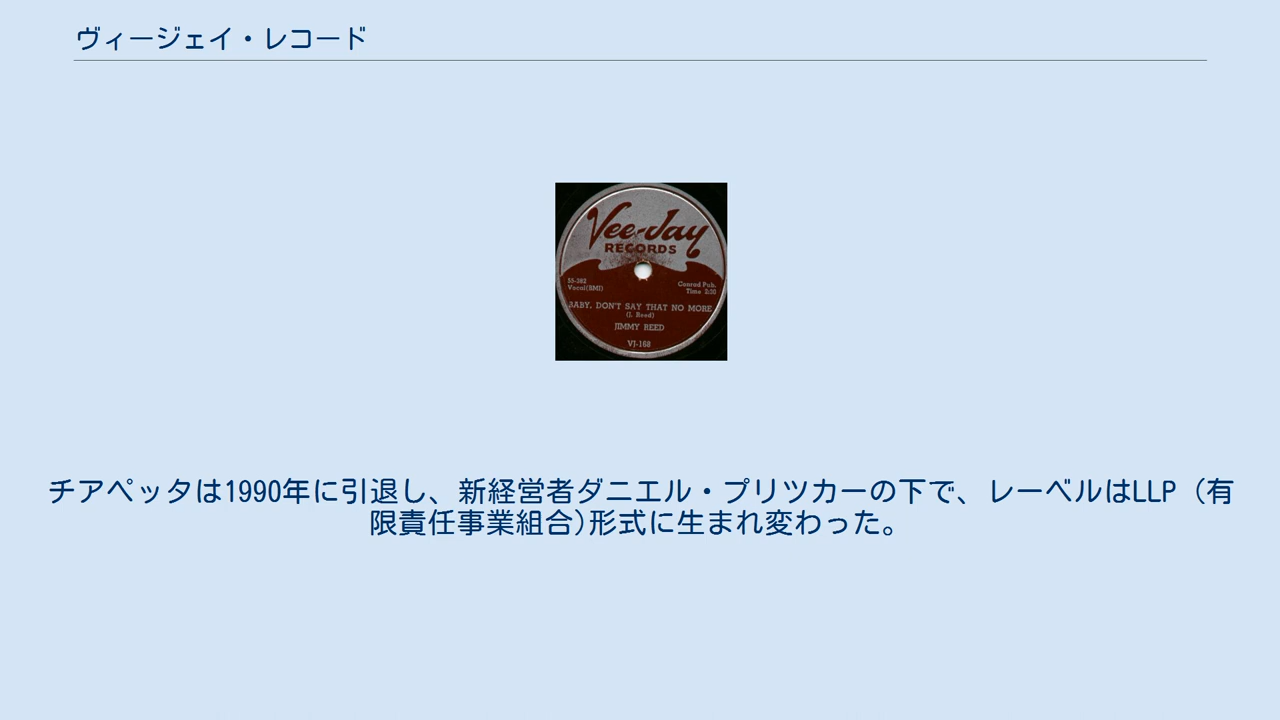 ヴィージェイ・レコード
Vee-Jay
RECORDS
55-382
Vocal(BMI)
Conrad Pub.
Time 2:30
BABY, DON'T SAY THAT NO MORE
(J. Reed)
JIMMY REED
VJ-168
チアペッタは1990年に引退し、新経営者ダニエル・プリツカーの下で、レーベルはLLP (有
限責任事業組合)形式に生まれ変わった。